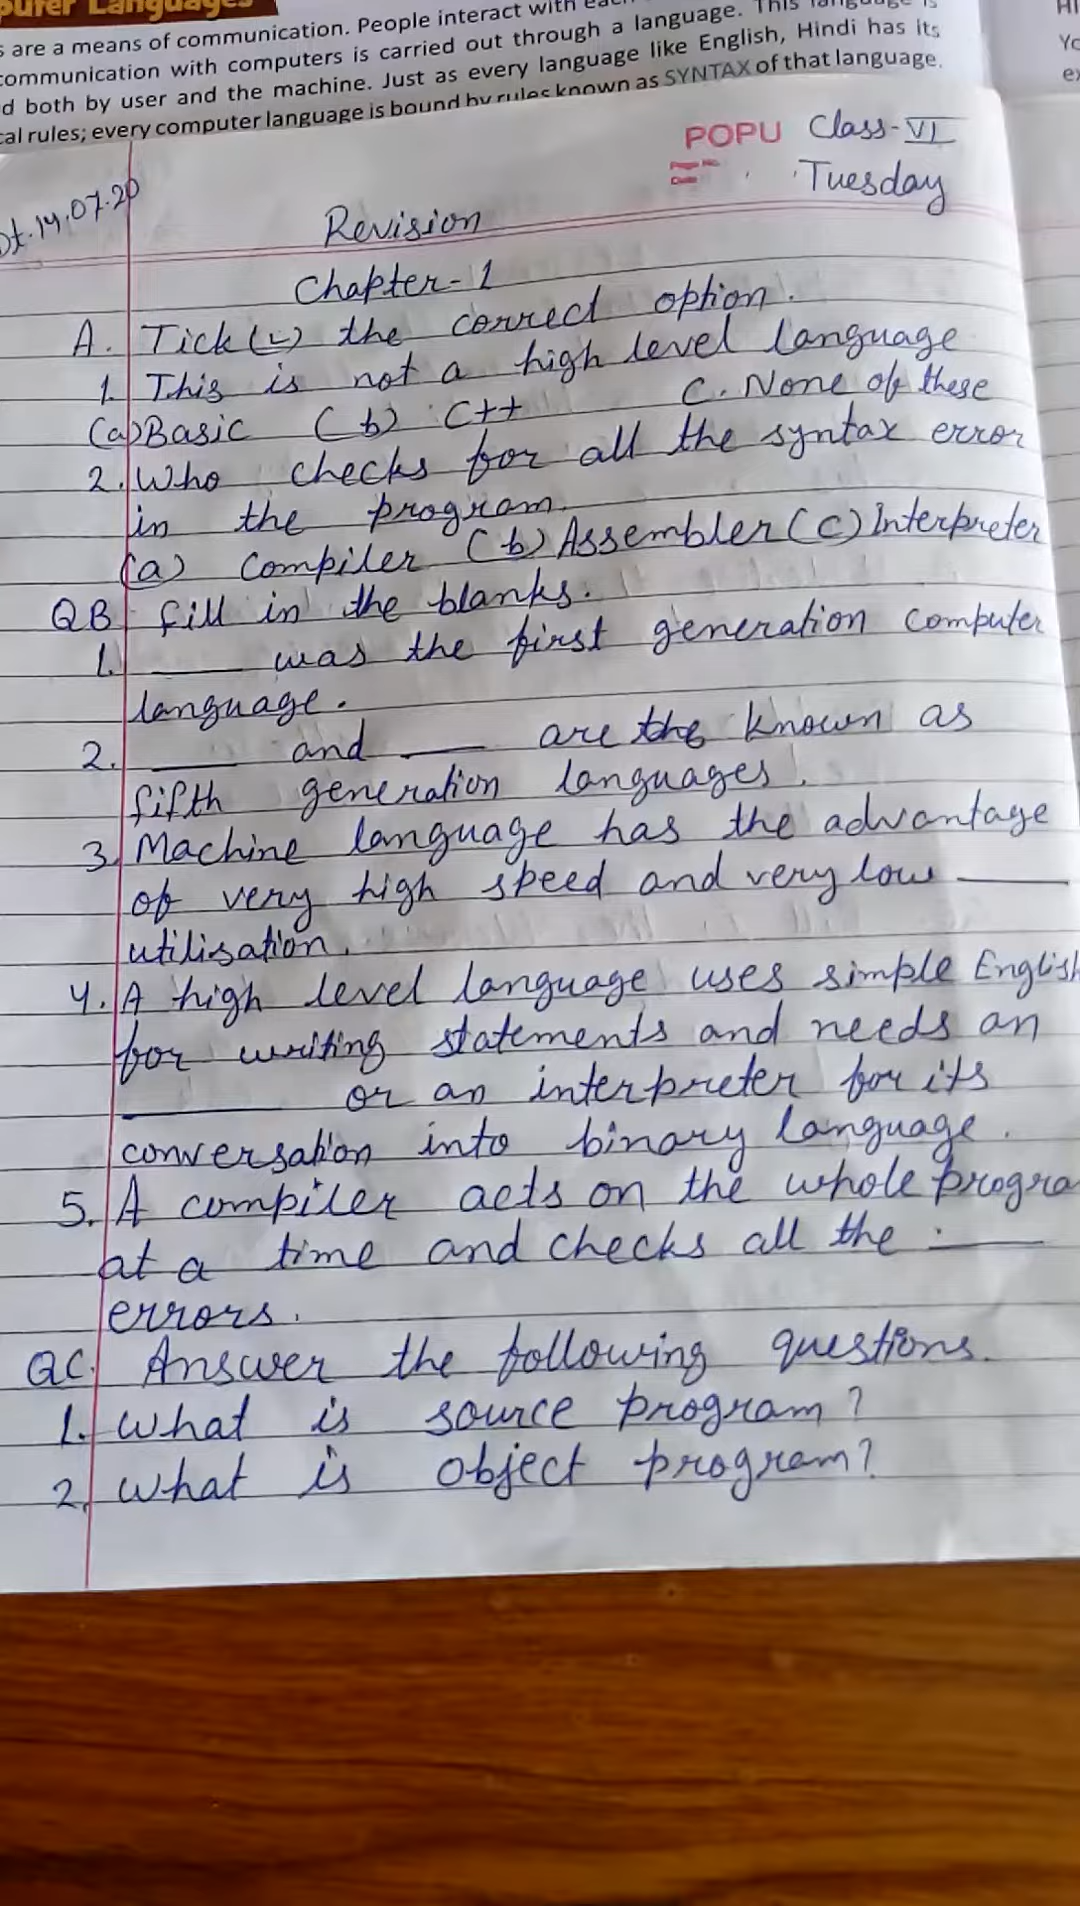 puter Languages
s are a means of communication. People interact with each
communication with computers is carried out through a language. This language is
d both by user and the machine. Just as every language like English, Hindi has its
cal rules; every computer language is bound by rules known as SYNTAX of that language.
HI
Yo
ex
POPU Class-VI
Page No.
Date
Tuesday
Dt.14.07.20
Revision
Chapter-1
A. Tick (✓) the correct option.
1. This is not a high level language
(a) Basic (b) C++ C. None of these
2. Who checks for all the syntax error
in the program.
(a) Compiler (b) Assembler (C) Interpreter
QB fill in the blanks.
1. ____ was the first generation computer
language.
2. ____ and ____ are the known as
fifth generation languages.
3. Machine language has the advantage
of very high speed and very low ____
utilisation.
4. A high level language uses simple English
for writing statements and needs an
____ or an interpreter for its
conversation into binary language.
5. A compiler acts on the whole progra
at a time and checks all the ____
errors.
QC. Answer the following questions.
1. What is source program?
2. What is object program?